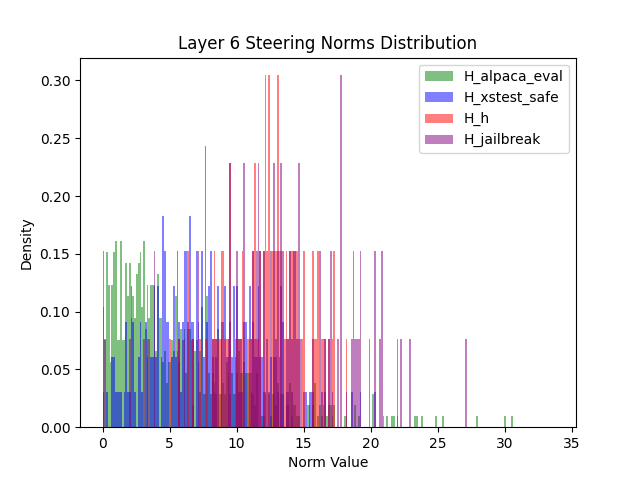 Layer 6 Steering Norms Distribution
H_alpaca_eval
H_xstest_safe
H_h
H_jailbreak
0.30
0.25
0.20
0.15
0.10
0.05
0.00
Density
0 5 10 15 20 25 30 35
Norm Value